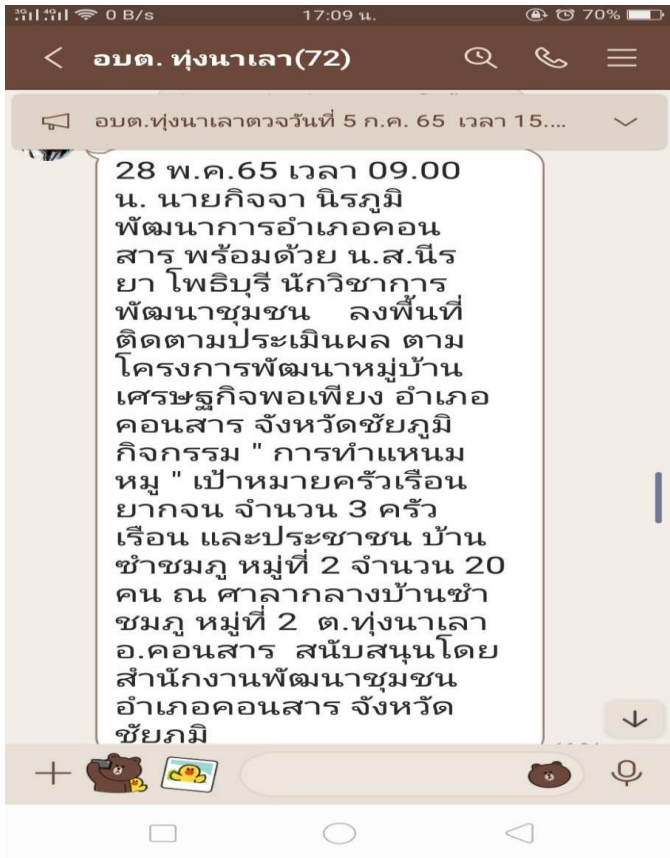 3G 4G 0 B/s 17:09 น. 70%
อบต. ทุ่งนาเลา(72)
อบต.ทุ่งนาเลาตวจวันที่ 5 ก.ค. 65 เวลา 15....
28 พ.ค.65 เวลา 09.00
น. นายกิจจา นิรภูมิ
พัฒนาการอำเภอคอน
สาร พร้อมด้วย น.ส.นีร
ยา โพธิบุรี นักวิชาการ
พัฒนาชุมชน ลงพื้นที่
ติดตามประเมินผล ตาม
โครงการพัฒนาหมู่บ้าน
เศรษฐกิจพอเพียง อำเภอ
คอนสาร จังหวัดชัยภูมิ
กิจกรรม " การทำแหนม
หมู " เป้าหมายครัวเรือน
ยากจน จำนวน 3 ครัว
เรือน และประชาชน บ้าน
ซำชมภู หมู่ที่ 2 จำนวน 20
คน ณ ศาลากลางบ้านซำ
ชมภู หมู่ที่ 2 ต.ทุ่งนาเลา
อ.คอนสาร สนับสนุนโดย
สำนักงานพัฒนาชุมชน
อำเภอคอนสาร จังหวัด
ชัยภูมิ